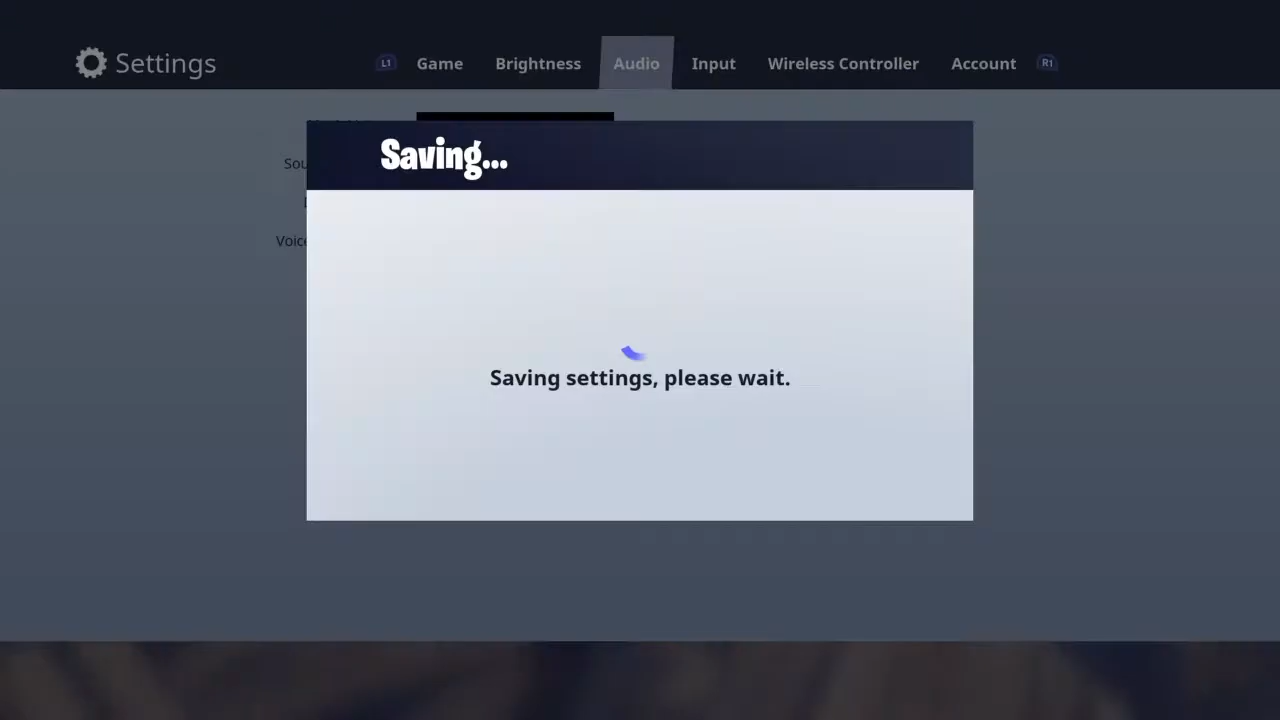 Settings
L1 Game Brightness Audio Input Wireless Controller Account R1
Saving...
Saving settings, please wait.